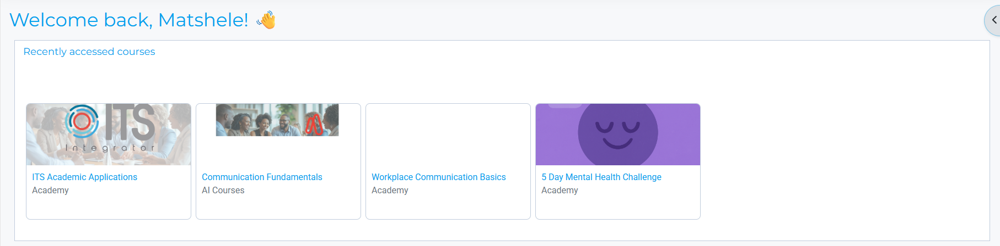 Welcome back, Matshele! 👋
Recently accessed courses
ITS
Integrator
ITS Academic Applications
Academy
Communication Fundamentals
AI Courses
Workplace Communication Basics
Academy
5 Day Mental Health Challenge
Academy